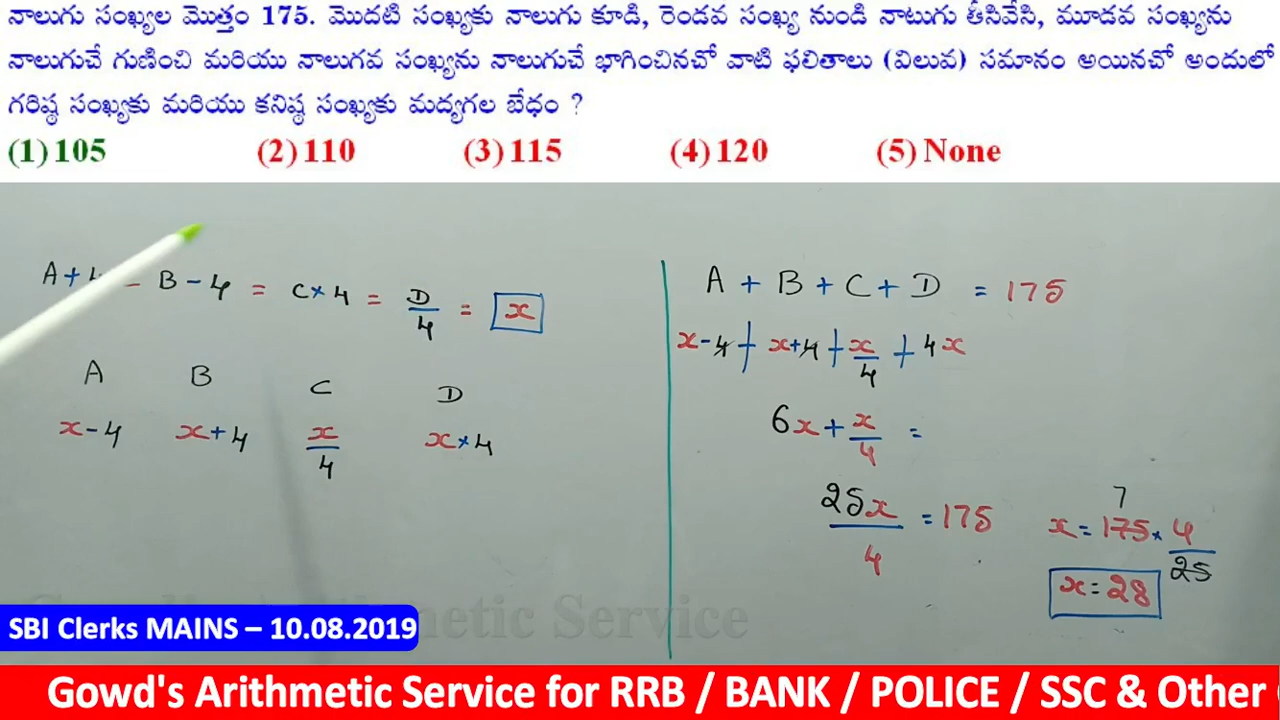 నాలుగు సంఖ్యల మొత్తం 175. మొదటి సంఖ్యకు నాలుగు కూడి, రెండవ సంఖ్య నుండి నాటుగు తీసివేసి, మూడవ సంఖ్యను
నాలుగుచే గుణించి మరియు నాలుగవ సంఖ్యను నాలుగుచే భాగించినచో వాటి ఫలితాలు (విలువ) సమానం అయినచో అందులో
గరిష్ఠ సంఖ్యకు మరియు కనిష్ఠ సంఖ్యకు మద్యగల బేధం ?
(1) 105 (2) 110 (3) 115 (4) 120 (5) None
A+4 = B-4 = C×4 = D/4 = x
A B C D
x-4 x+4 x/4 x×4
A + B + C + D = 175
x-4 + x+4 + x/4 + 4x
6x + x/4 =
25x/4 = 175
7
x = 175 × 4/25
x = 28
SBI Clerks MAINS – 10.08.2019
Gowd's Arithmetic Service for RRB / BANK / POLICE / SSC & Other